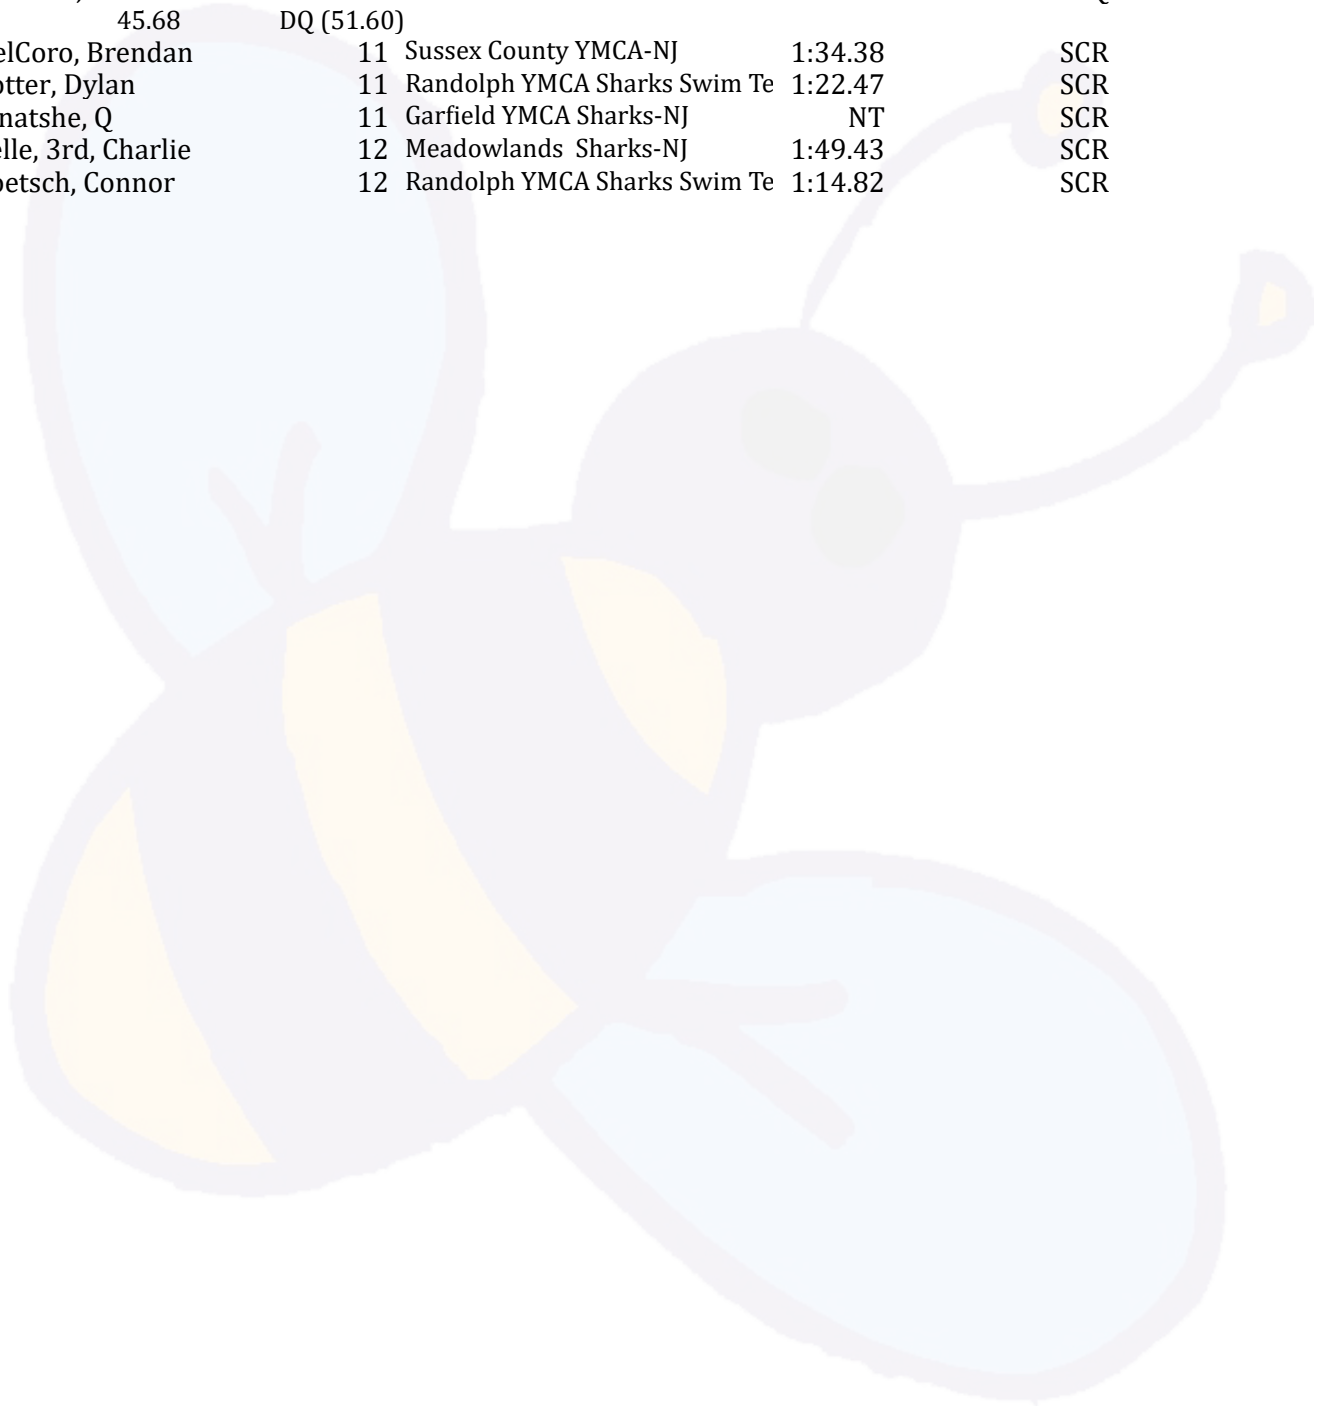 45.68 DQ (51.60)
elCoro, Brendan 11 Sussex County YMCA-NJ 1:34.38 SCR
otter, Dylan 11 Randolph YMCA Sharks Swim Te 1:22.47 SCR
natshe, Q 11 Garfield YMCA Sharks-NJ NT SCR
elle, 3rd, Charlie 12 Meadowlands Sharks-NJ 1:49.43 SCR
oetsch, Connor 12 Randolph YMCA Sharks Swim Te 1:14.82 SCR